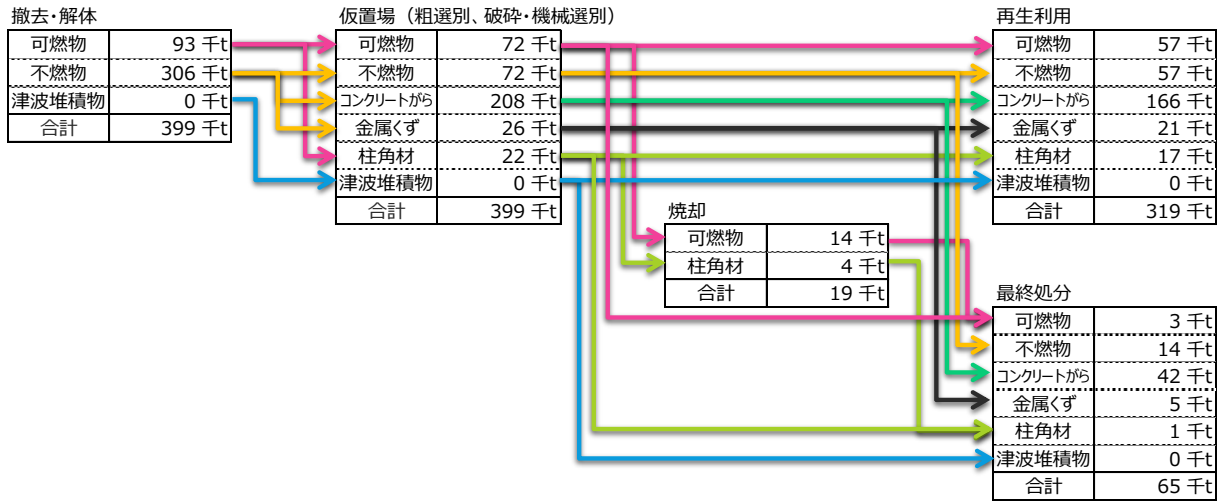 撤去・解体
可燃物 93 千t
不燃物 306 千t
津波堆積物 0 千t
合計 399 千t
仮置場（粗選別、破砕・機械選別）
可燃物 72 千t
不燃物 72 千t
コンクリートがら 208 千t
金属くず 26 千t
柱角材 22 千t
津波堆積物 0 千t
合計 399 千t
焼却
可燃物 14 千t
柱角材 4 千t
合計 19 千t
再生利用
可燃物 57 千t
不燃物 57 千t
コンクリートがら 166 千t
金属くず 21 千t
柱角材 17 千t
津波堆積物 0 千t
合計 319 千t
最終処分
可燃物 3 千t
不燃物 14 千t
コンクリートがら 42 千t
金属くず 5 千t
柱角材 1 千t
津波堆積物 0 千t
合計 65 千t